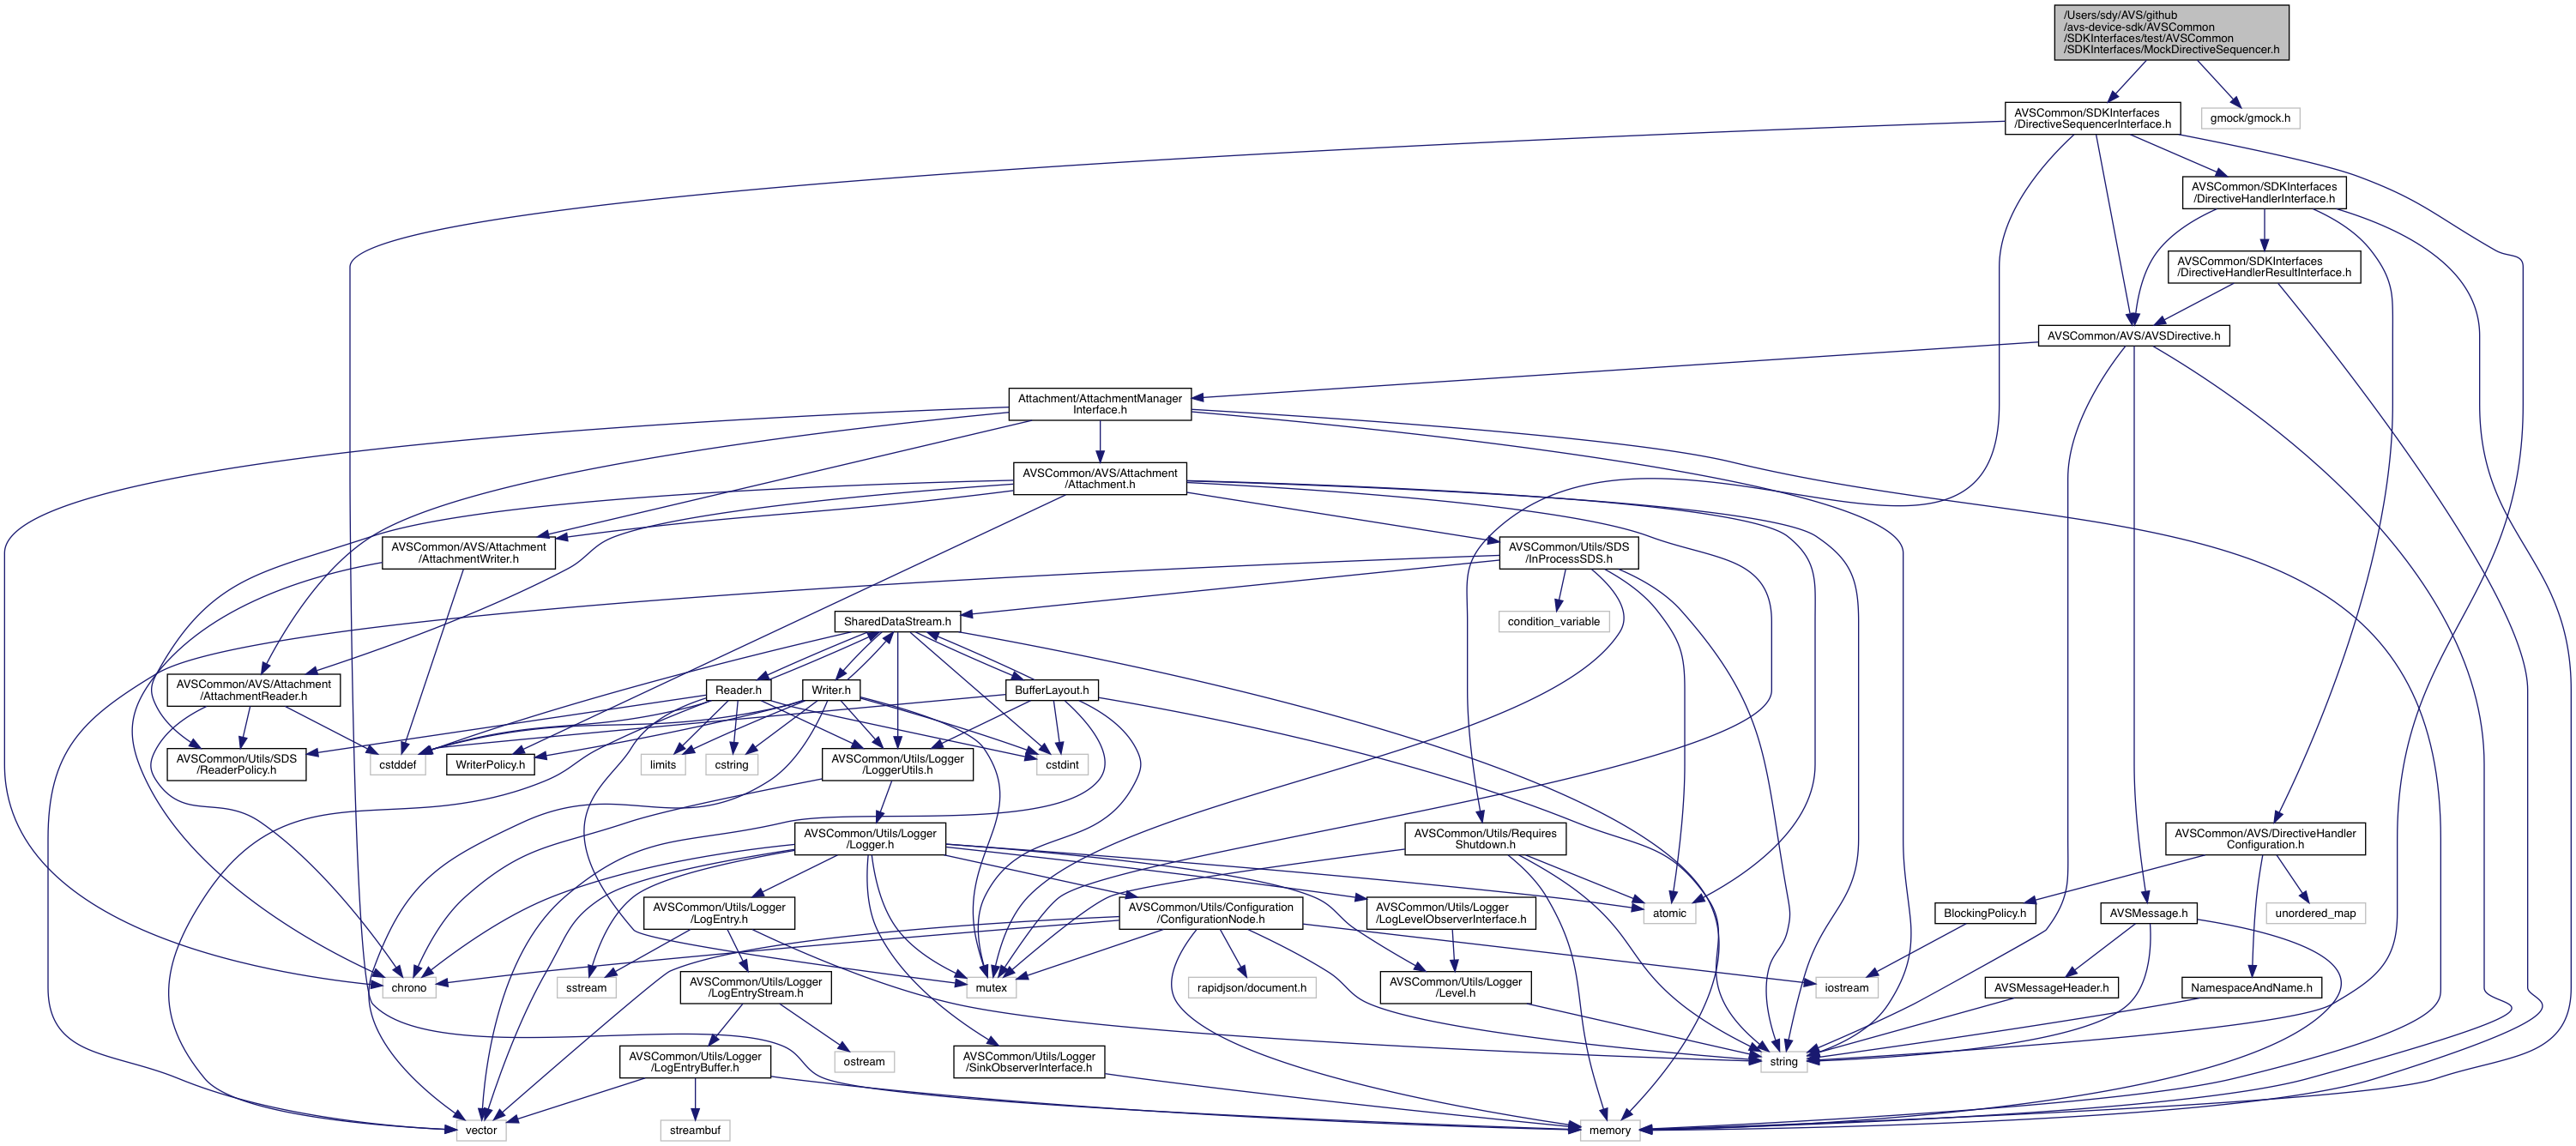 /Users/sdy/AVS/github
/avs-device-sdk/AVSCommon
/SDKInterfaces/test/AVSCommon
/SDKInterfaces/MockDirectiveSequencer.h
AVSCommon/SDKInterfaces
/DirectiveSequencerInterface.h
gmock/gmock.h
AVSCommon/SDKInterfaces
/DirectiveHandlerInterface.h
AVSCommon/SDKInterfaces
/DirectiveHandlerResultInterface.h
AVSCommon/AVS/AVSDirective.h
Attachment/AttachmentManager
Interface.h
AVSCommon/AVS/Attachment
/Attachment.h
AVSCommon/AVS/Attachment
/AttachmentWriter.h
AVSCommon/Utils/SDS
/InProcessSDS.h
SharedDataStream.h
condition_variable
AVSCommon/AVS/Attachment
/AttachmentReader.h
Reader.h
Writer.h
BufferLayout.h
AVSCommon/Utils/SDS
/ReaderPolicy.h
cstddef
WriterPolicy.h
limits
cstring
AVSCommon/Utils/Logger
/LoggerUtils.h
cstdint
AVSCommon/Utils/Logger
/Logger.h
AVSCommon/Utils/Requires
Shutdown.h
AVSCommon/AVS/DirectiveHandler
Configuration.h
AVSCommon/Utils/Logger
/LogEntry.h
AVSCommon/Utils/Configuration
/ConfigurationNode.h
AVSCommon/Utils/Logger
/LogLevelObserverInterface.h
atomic
BlockingPolicy.h
AVSMessage.h
unordered_map
chrono
sstream
AVSCommon/Utils/Logger
/LogEntryStream.h
mutex
rapidjson/document.h
AVSCommon/Utils/Logger
/Level.h
iostream
AVSMessageHeader.h
NamespaceAndName.h
AVSCommon/Utils/Logger
/LogEntryBuffer.h
ostream
AVSCommon/Utils/Logger
/SinkObserverInterface.h
string
vector
streambuf
memory